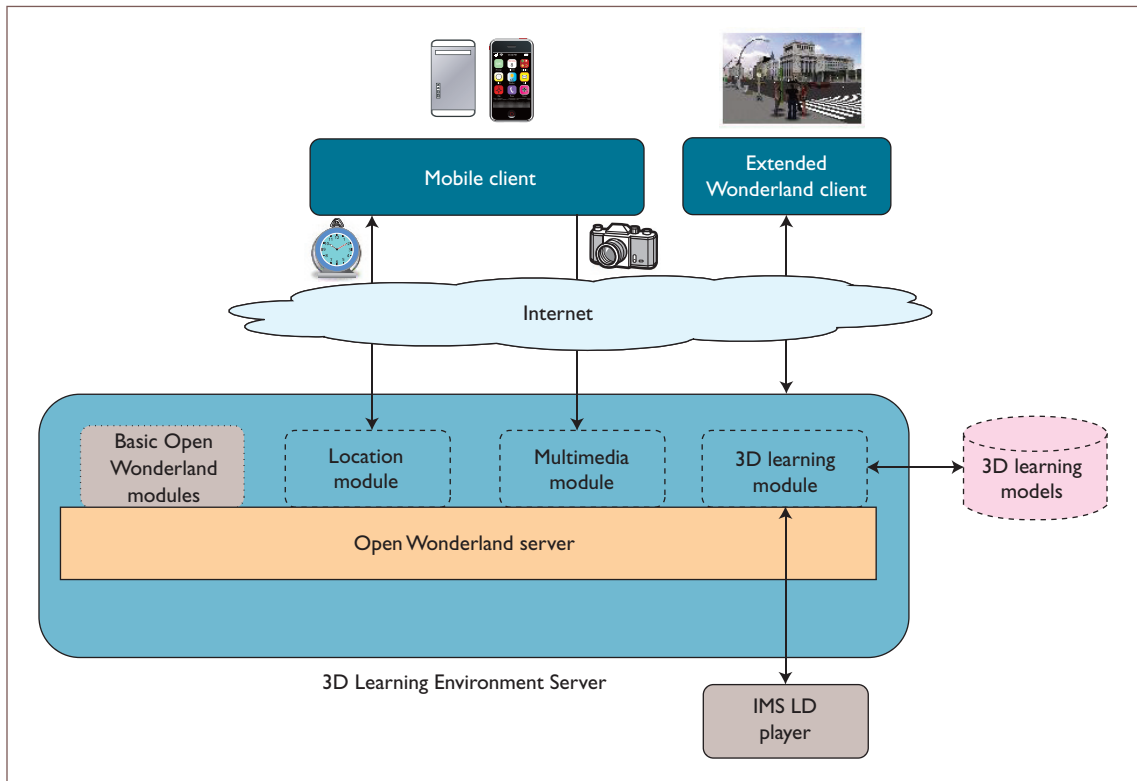 Mobile client
Extended
Wonderland client
Internet
Basic Open
Wonderland
modules
Location
module
Multimedia
module
3D learning
module
3D learning
models
Open Wonderland server
3D Learning Environment Server
IMS LD
player